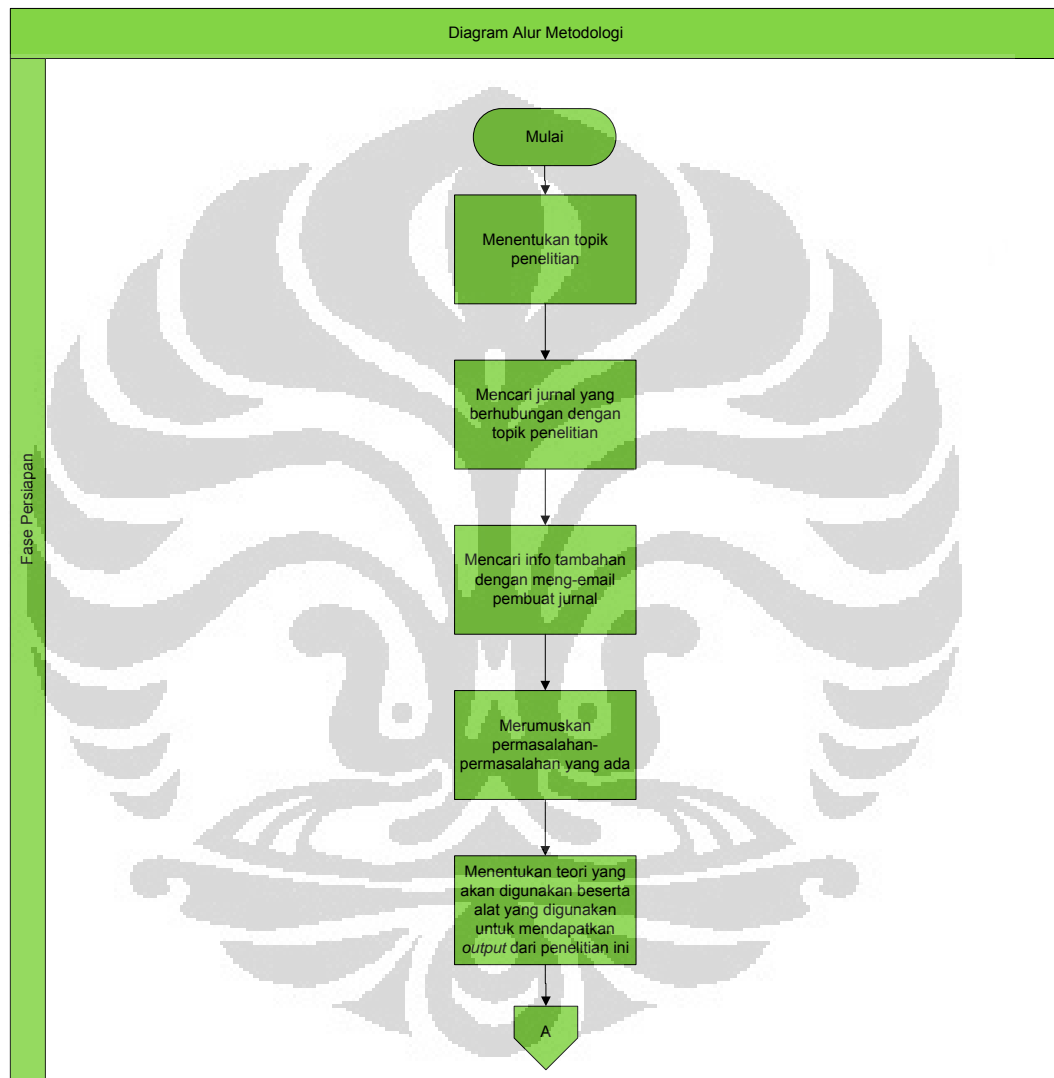 Diagram Alur Metodologi
Fase Persiapan
Mulai
Menentukan topik
penelitian
Mencari jurnal yang
berhubungan dengan
topik penelitian
Mencari info tambahan
dengan meng-email
pembuat jurnal
Merumuskan
permasalahan-
permasalahan yang ada
Menentukan teori yang
akan digunakan beserta
alat yang digunakan
untuk mendapatkan
output dari penelitian ini
A